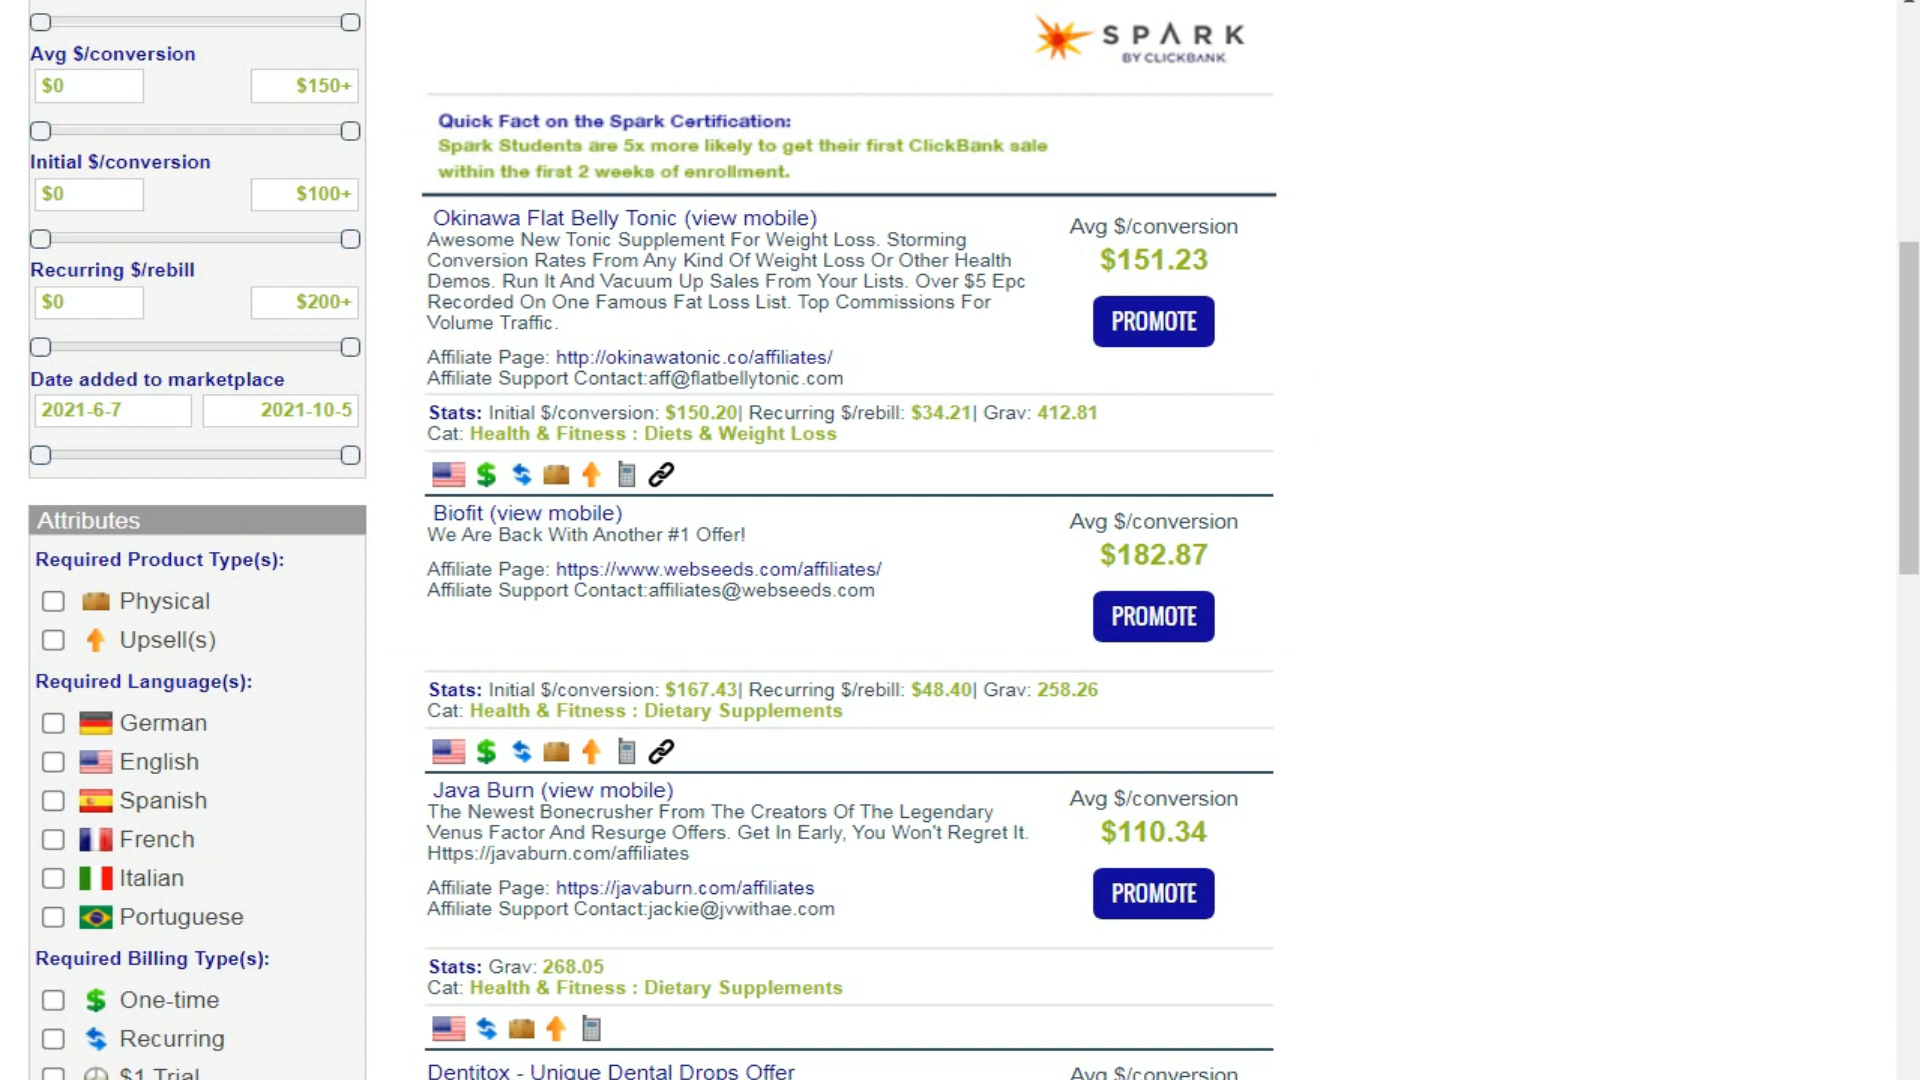 Avg $/conversion
$0 $150+
Initial $/conversion
$0 $100+
Recurring $/rebill
$0 $200+
Date added to marketplace
2021-6-7 2021-10-5
Attributes
Required Product Type(s):
Physical
Upsell(s)
Required Language(s):
German
English
Spanish
French
Italian
Portuguese
Required Billing Type(s):
One-time
Recurring
$1 Trial
SPARK
BY CLICKBANK
Quick Fact on the Spark Certification:
Spark Students are 5x more likely to get their first ClickBank sale
within the first 2 weeks of enrollment.
Okinawa Flat Belly Tonic (view mobile)
Awesome New Tonic Supplement For Weight Loss. Storming
Conversion Rates From Any Kind Of Weight Loss Or Other Health
Demos. Run It And Vacuum Up Sales From Your Lists. Over $5 Epc
Recorded On One Famous Fat Loss List. Top Commissions For
Volume Traffic.
Affiliate Page: http://okinawatonic.co/affiliates/
Affiliate Support Contact:aff@flatbellytonic.com
Avg $/conversion
$151.23
PROMOTE
Stats: Initial $/conversion: $150.20| Recurring $/rebill: $34.21| Grav: 412.81
Cat: Health & Fitness : Diets & Weight Loss
Biofit (view mobile)
We Are Back With Another #1 Offer!
Affiliate Page: https://www.webseeds.com/affiliates/
Affiliate Support Contact:affiliates@webseeds.com
Avg $/conversion
$182.87
PROMOTE
Stats: Initial $/conversion: $167.43| Recurring $/rebill: $48.40| Grav: 258.26
Cat: Health & Fitness : Dietary Supplements
Java Burn (view mobile)
The Newest Bonecrusher From The Creators Of The Legendary
Venus Factor And Resurge Offers. Get In Early, You Won't Regret It.
Https://javaburn.com/affiliates
Affiliate Page: https://javaburn.com/affiliates
Affiliate Support Contact:jackie@jvwithae.com
Avg $/conversion
$110.34
PROMOTE
Stats: Grav: 268.05
Cat: Health & Fitness : Dietary Supplements
Dentitox - Unique Dental Drops Offer
Avg $/conversion